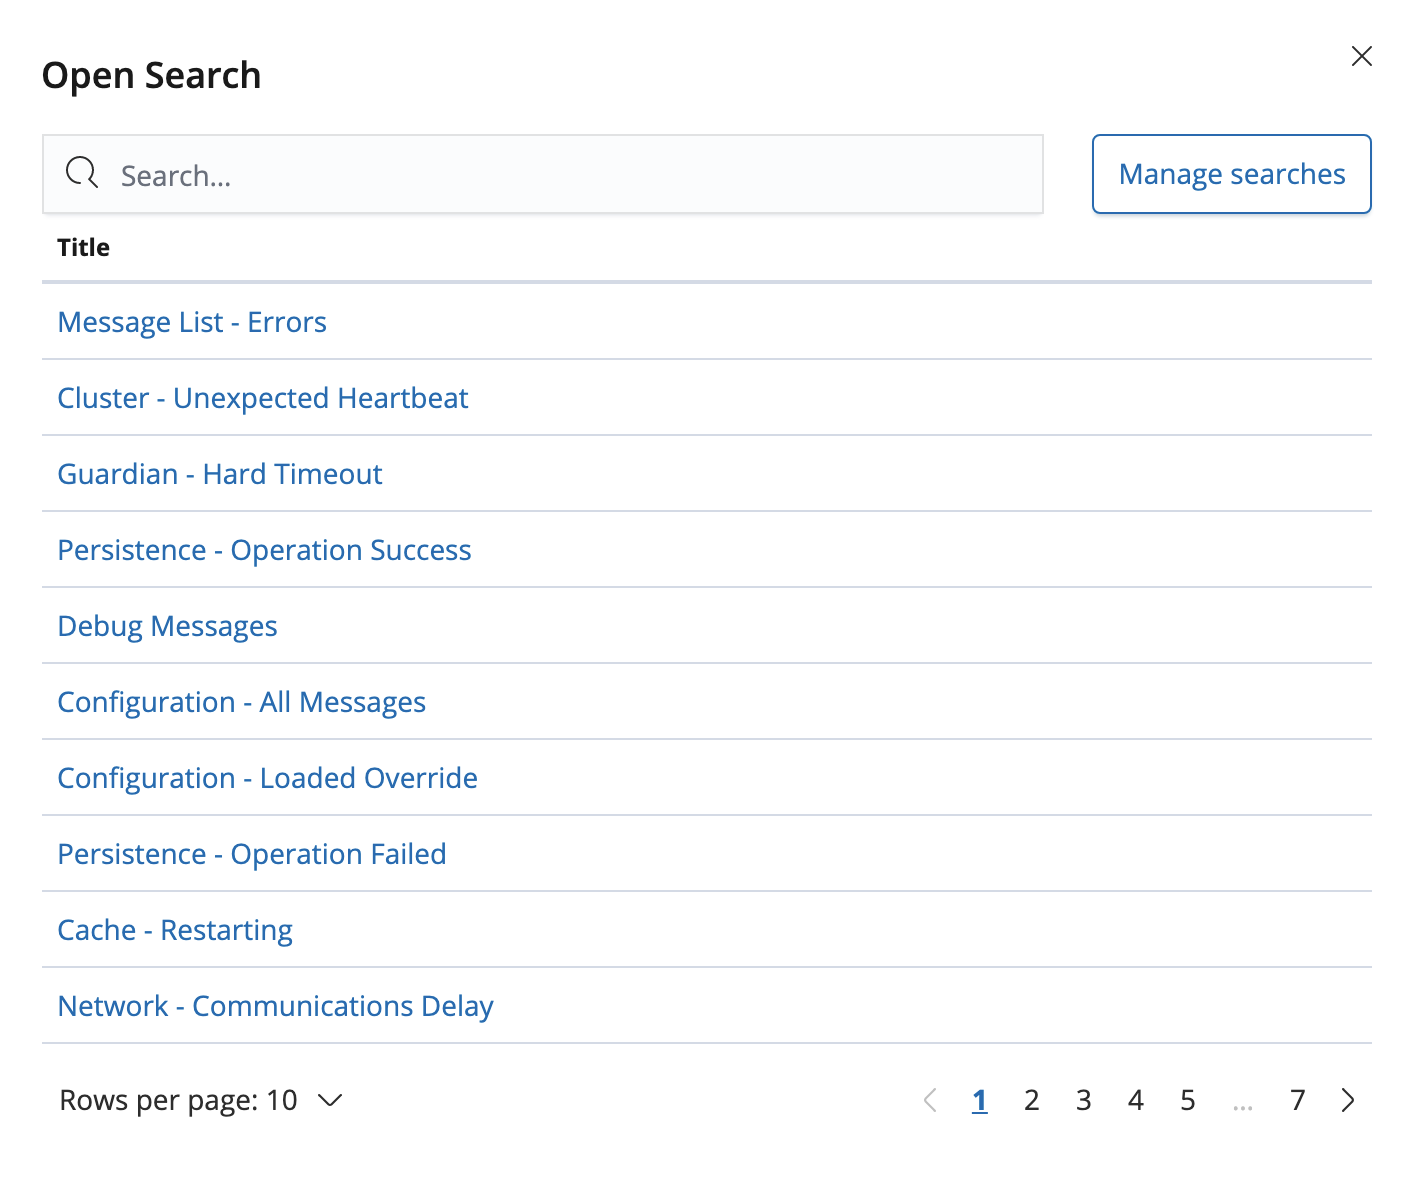 Open Search
Search...
Manage searches
Title
Message List - Errors
Cluster - Unexpected Heartbeat
Guardian - Hard Timeout
Persistence - Operation Success
Debug Messages
Configuration - All Messages
Configuration - Loaded Override
Persistence - Operation Failed
Cache - Restarting
Network - Communications Delay
Rows per page: 10
1 2 3 4 5 ... 7